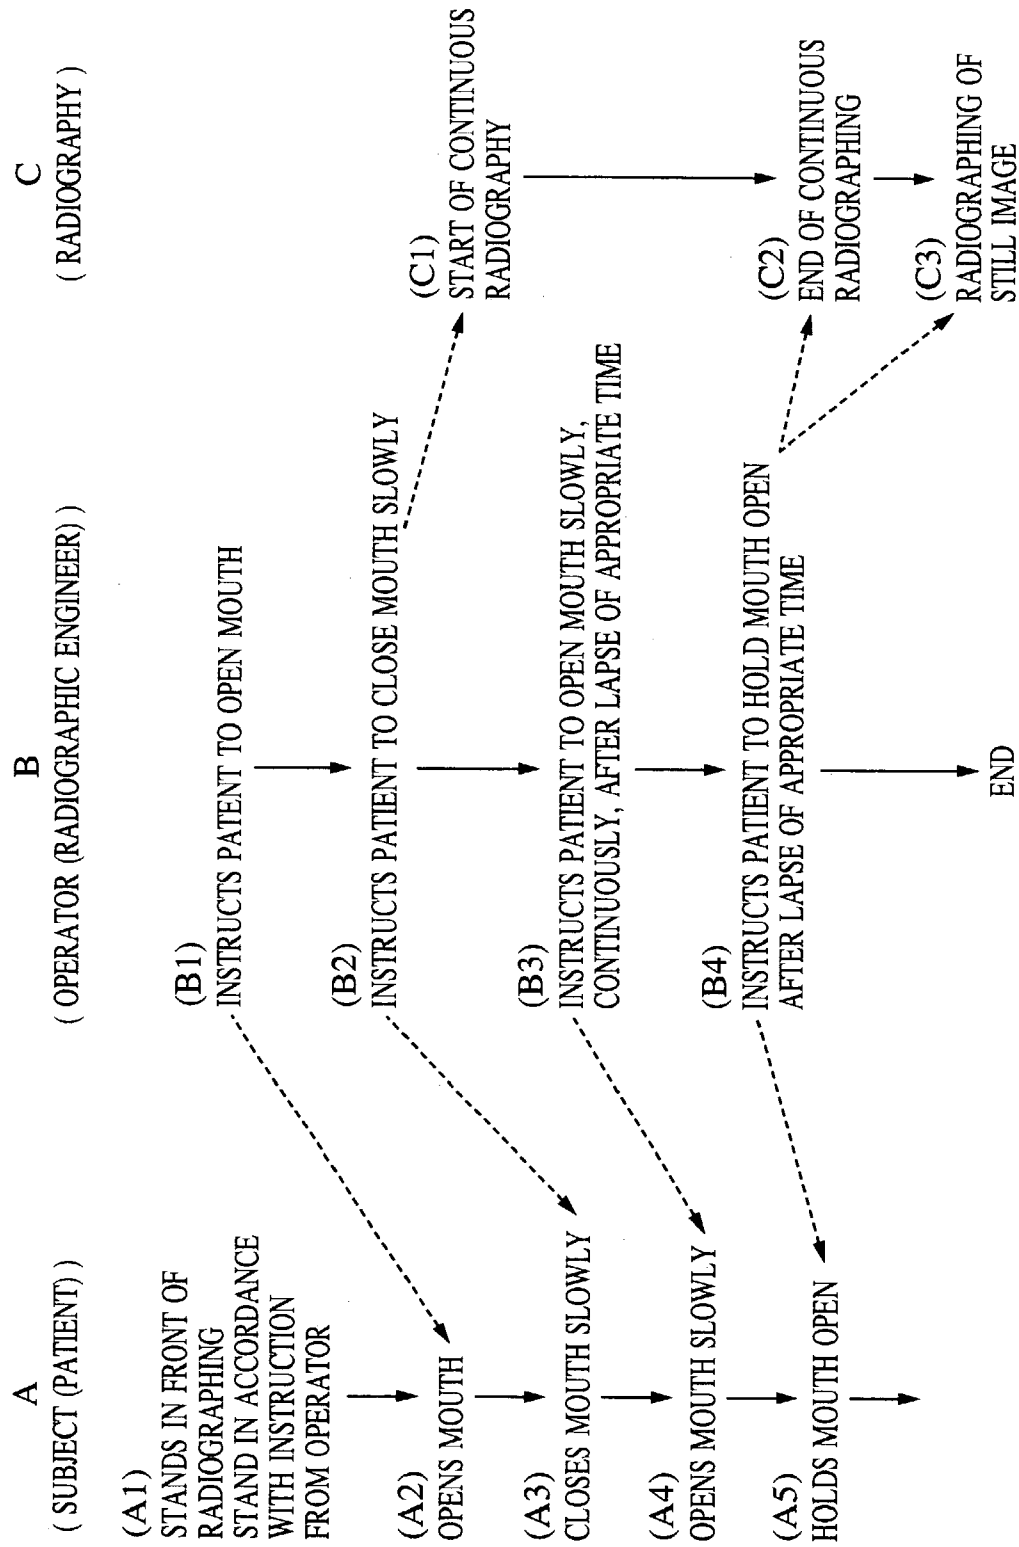 A
( SUBJECT (PATIENT) )
(A1)
STANDS IN FRONT OF
RADIOGRAPHING
STAND IN ACCORDANCE
WITH INSTRUCTION
FROM OPERATOR
(A2)
OPENS MOUTH
(A3)
CLOSES MOUTH SLOWLY
(A4)
OPENS MOUTH SLOWLY
(A5)
HOLDS MOUTH OPEN
B
( OPERATOR (RADIOGRAPHIC ENGINEER) )
(B1)
INSTRUCTS PATENT TO OPEN MOUTH
(B2)
INSTRUCTS PATIENT TO CLOSE MOUTH SLOWLY
(B3)
INSTRUCTS PATIENT TO OPEN MOUTH SLOWLY,
CONTINUOUSLY, AFTER LAPSE OF APPROPRIATE TIME
(B4)
INSTRUCTS PATIENT TO HOLD MOUTH OPEN
AFTER LAPSE OF APPROPRIATE TIME
END
C
( RADIOGRAPHY )
(C1)
START OF CONTINUOUS
RADIOGRAPHY
(C2)
END OF CONTINUOUS
RADIOGRAPHING
(C3)
RADIOGRAPHING OF
STILL IMAGE